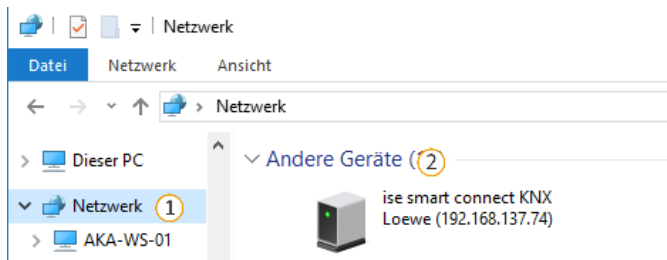 Netzwerk
Datei Netzwerk Ansicht
Netzwerk
Dieser PC
Andere Geräte (
2
Netzwerk 1
ise smart connect KNX
Loewe (192.168.137.74)
AKA-WS-01